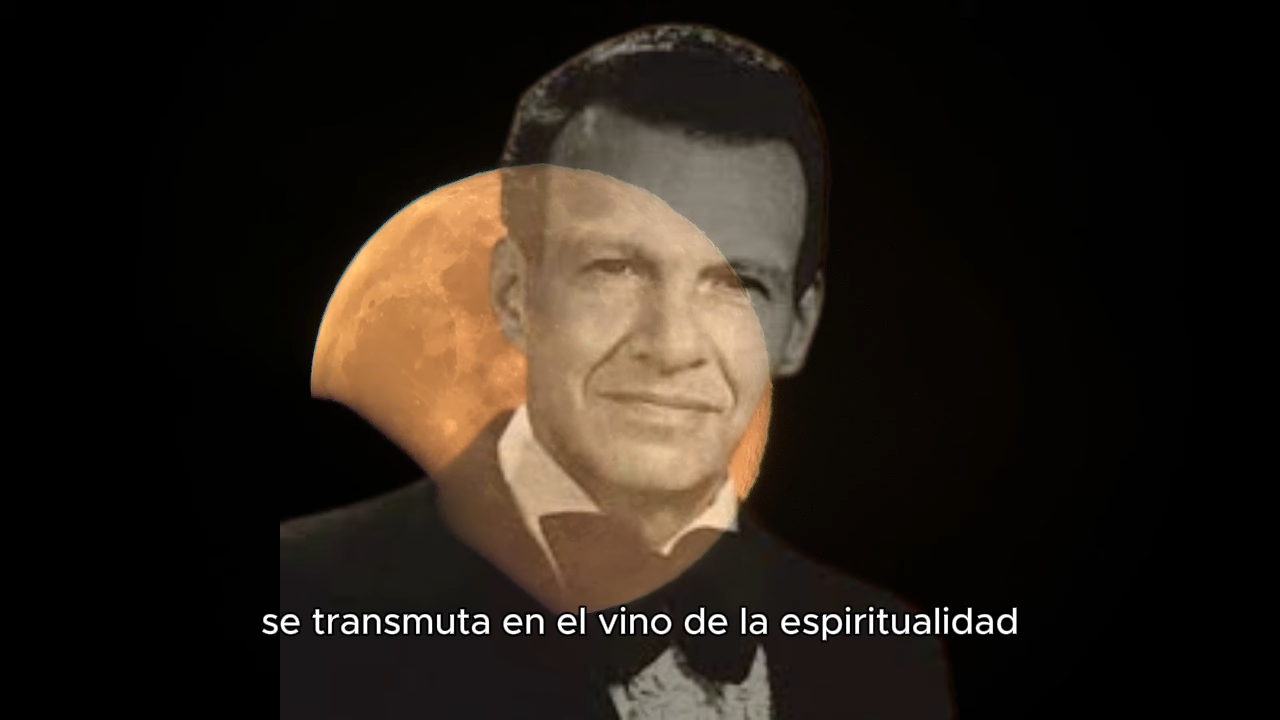 se transmuta en el vino de la espiritualidad